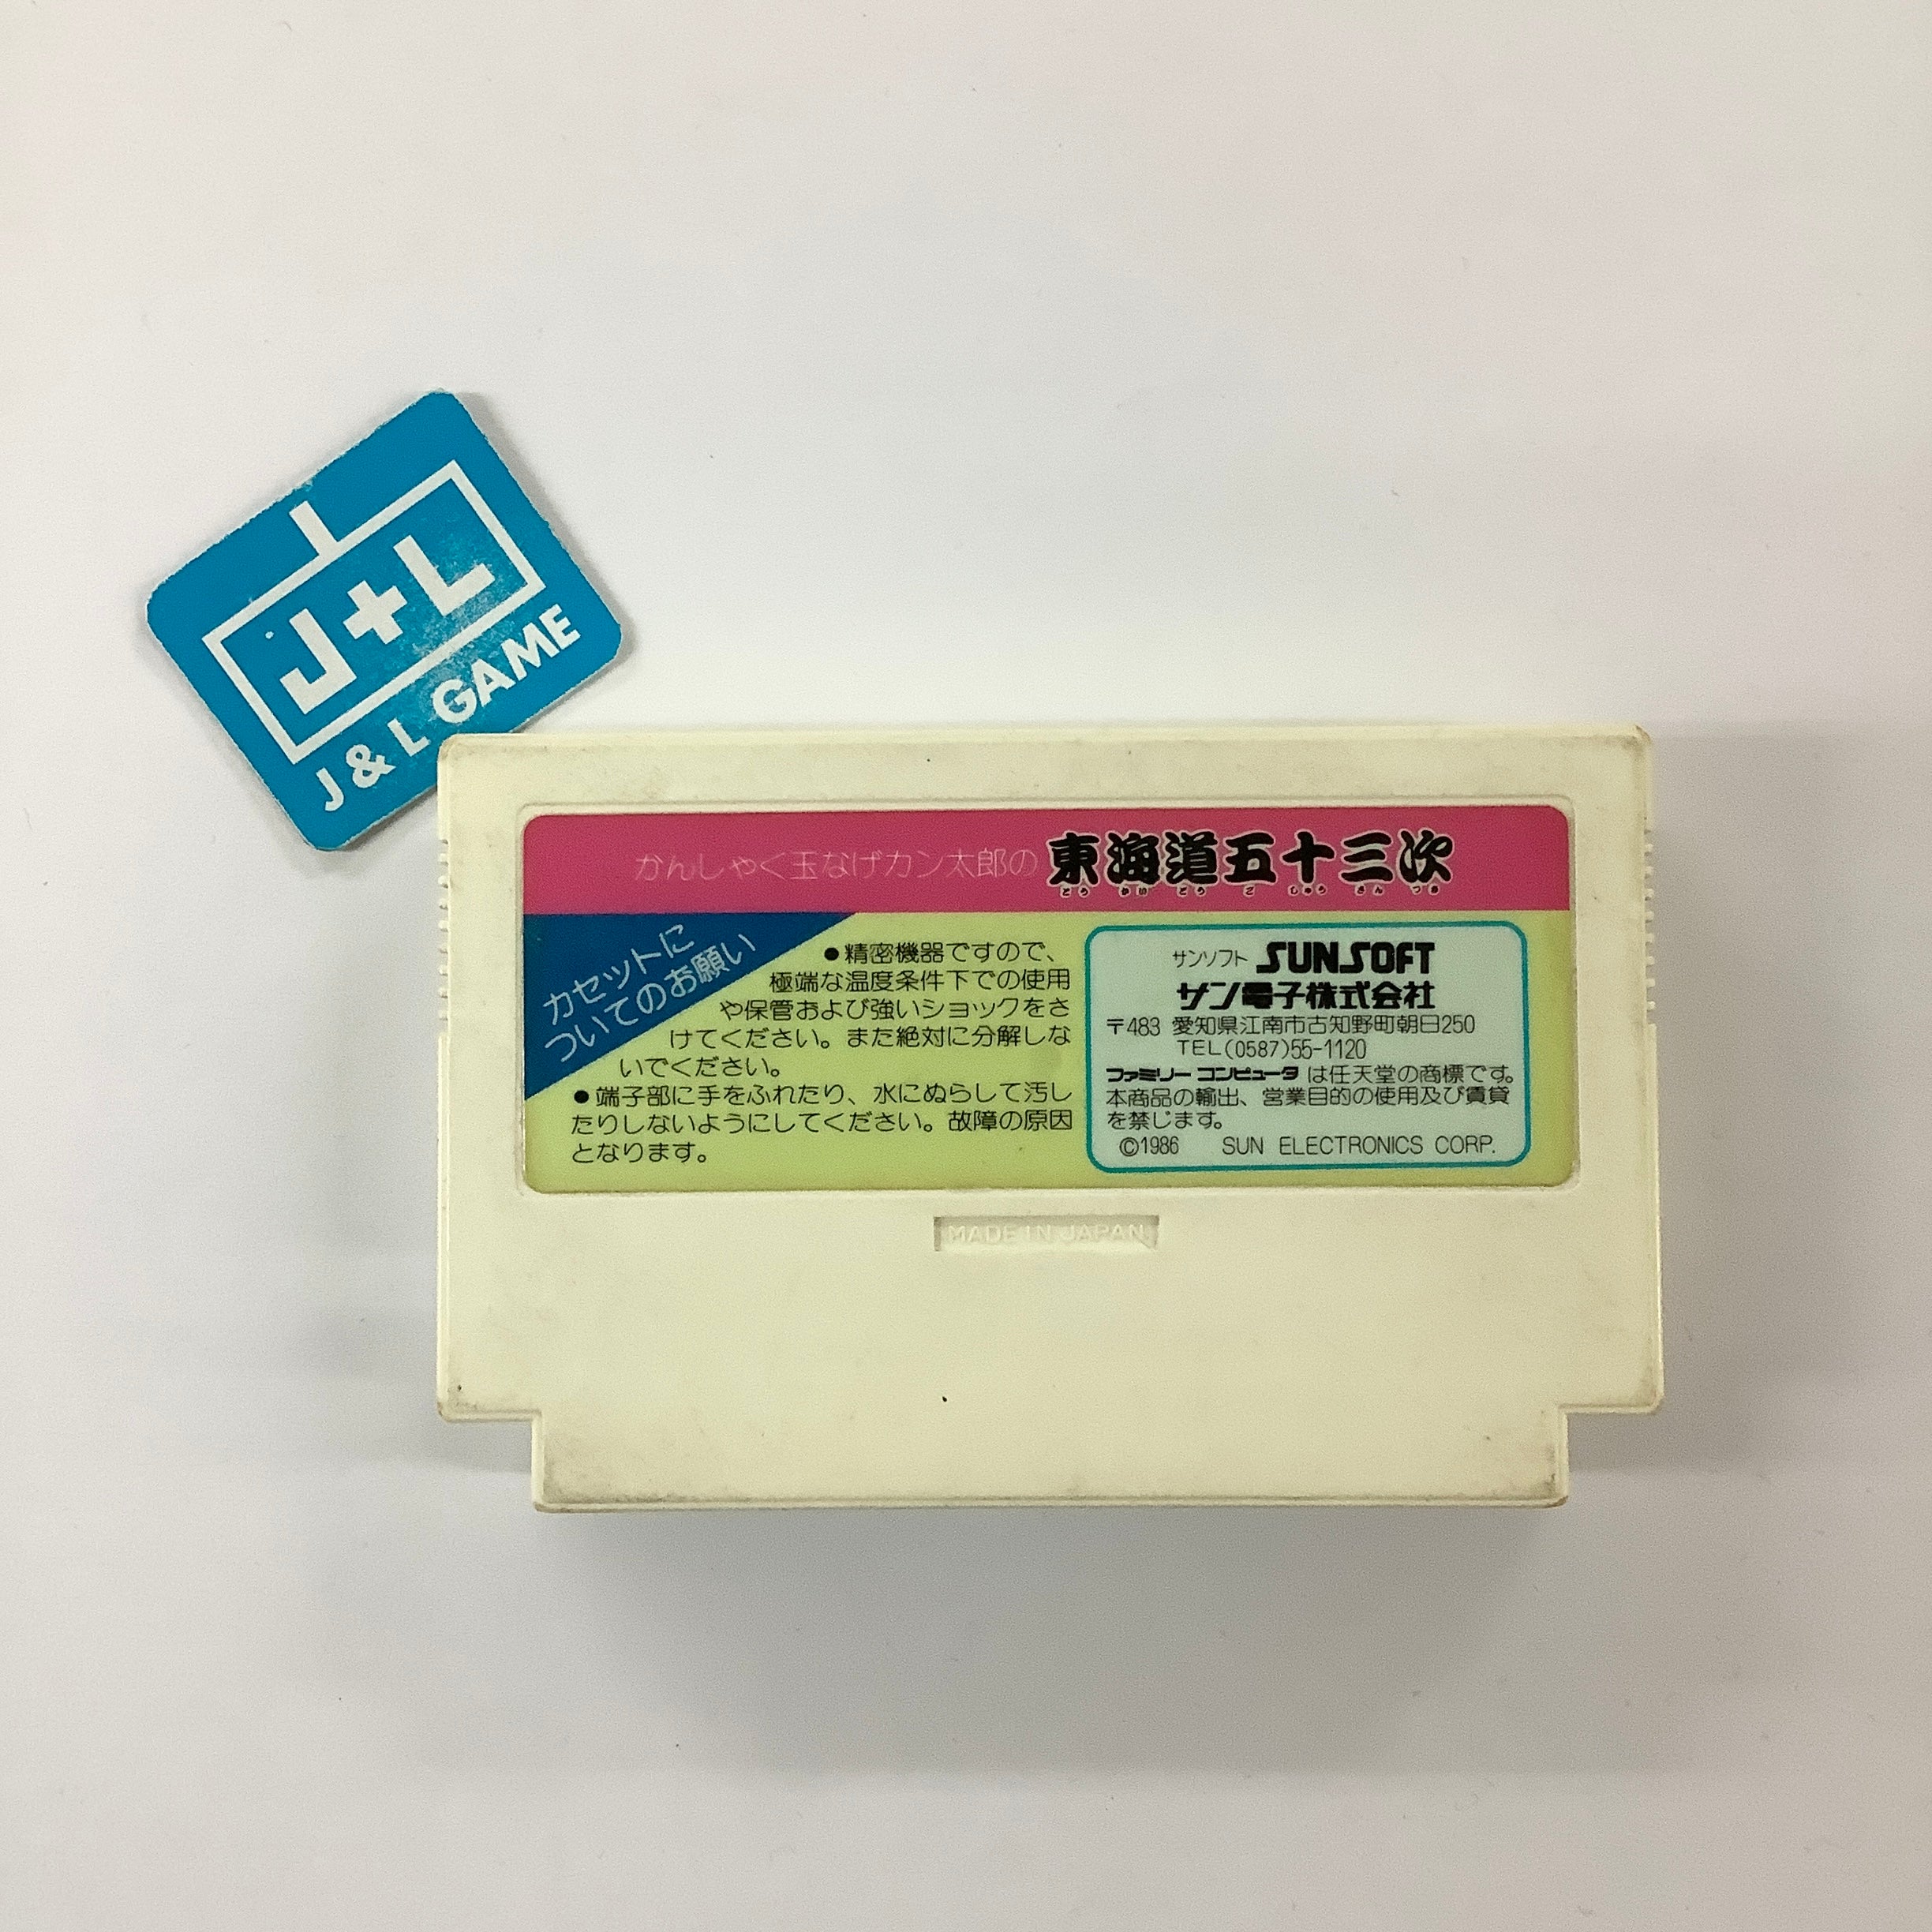 J+L
J & L GAME
かんしゃく玉なげカン太郎の 東海道五十三次
とう かい どう ご じゅう さん つぎ
カセットに
ついてのお願い
●精密機器ですので、
極端な温度条件下での使用
や保管および強いショックをさ
けてください。また絶対に分解しな
いでください。
●端子部に手をふれたり、水にぬらして汚し
たりしないようにしてください。故障の原因
となります。
サンソフト SUNSOFT
サン電子株式会社
〒483 愛知県江南市古知野町朝日250
TEL(0587)55-1120
ファミリー コンピュータ は任天堂の商標です。
本商品の輸出、営業目的の使用及び賃貸
を禁じます。
©1986 SUN ELECTRONICS CORP.
MADE IN JAPAN